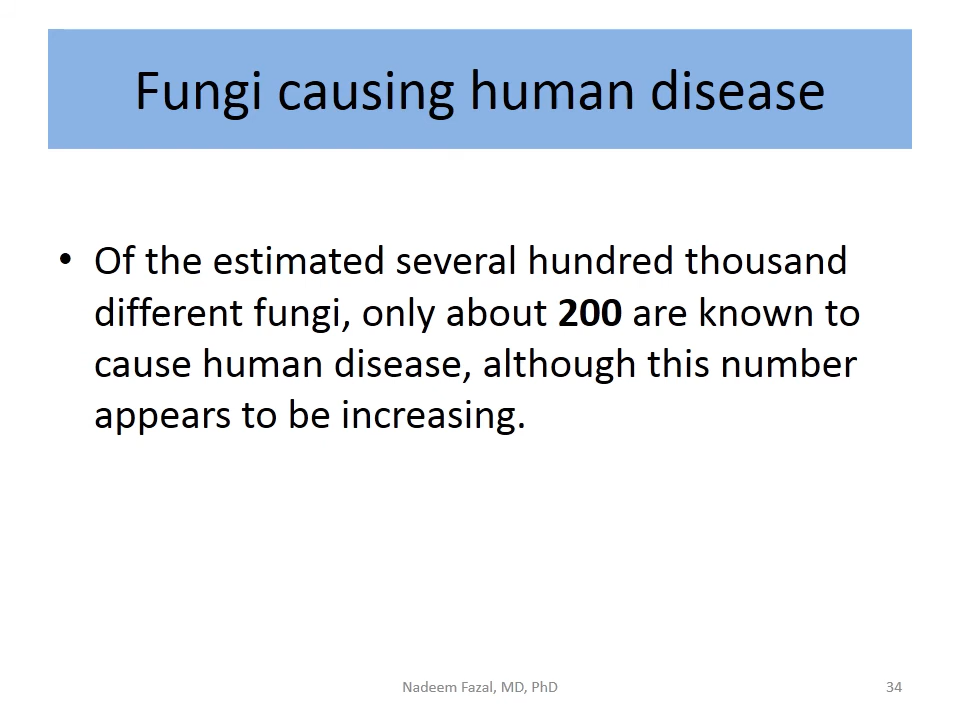 Fungi causing human disease
• Of the estimated several hundred thousand
different fungi, only about 200 are known to
cause human disease, although this number
appears to be increasing.
Nadeem Fazal, MD, PhD
34